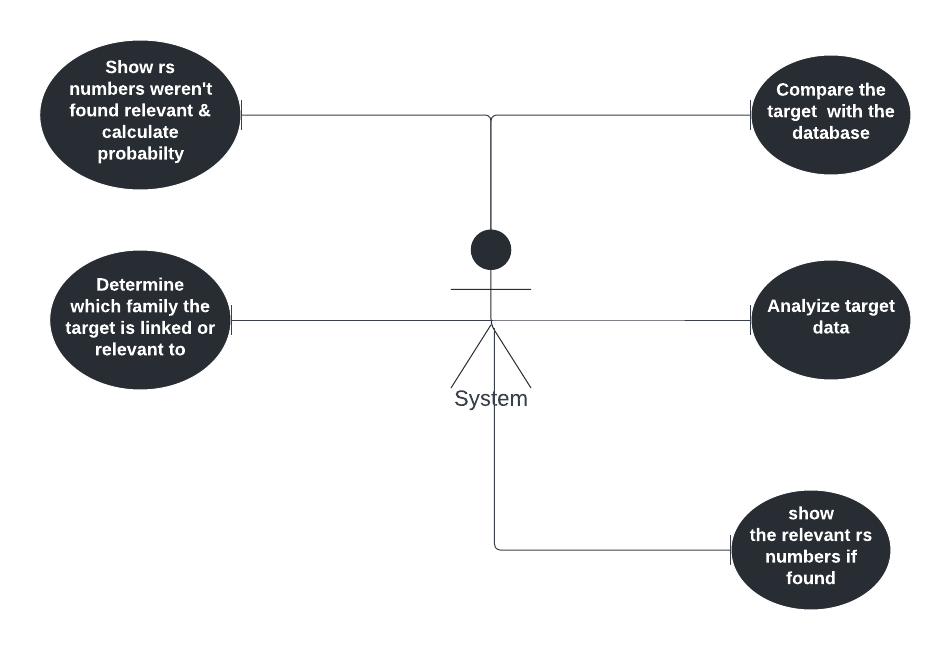 Show rs
numbers weren't
found relevant &
calculate
probabilty
Compare the
target  with the
database
Determine
which family the
target is linked or
relevant to
Analyize target
data
System
show
the relevant rs
numbers if
found